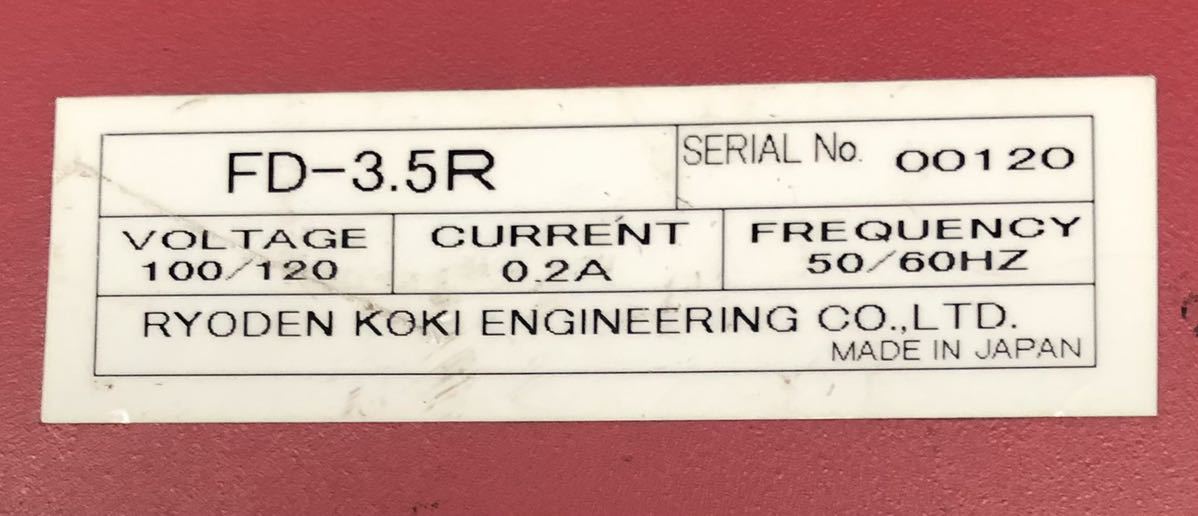 FD-3.5R
SERIAL No. 00120
VOLTAGE
100/120
CURRENT
0.2A
FREQUENCY
50/60HZ
RYODEN KOKI ENGINEERING CO.,LTD.
MADE IN JAPAN